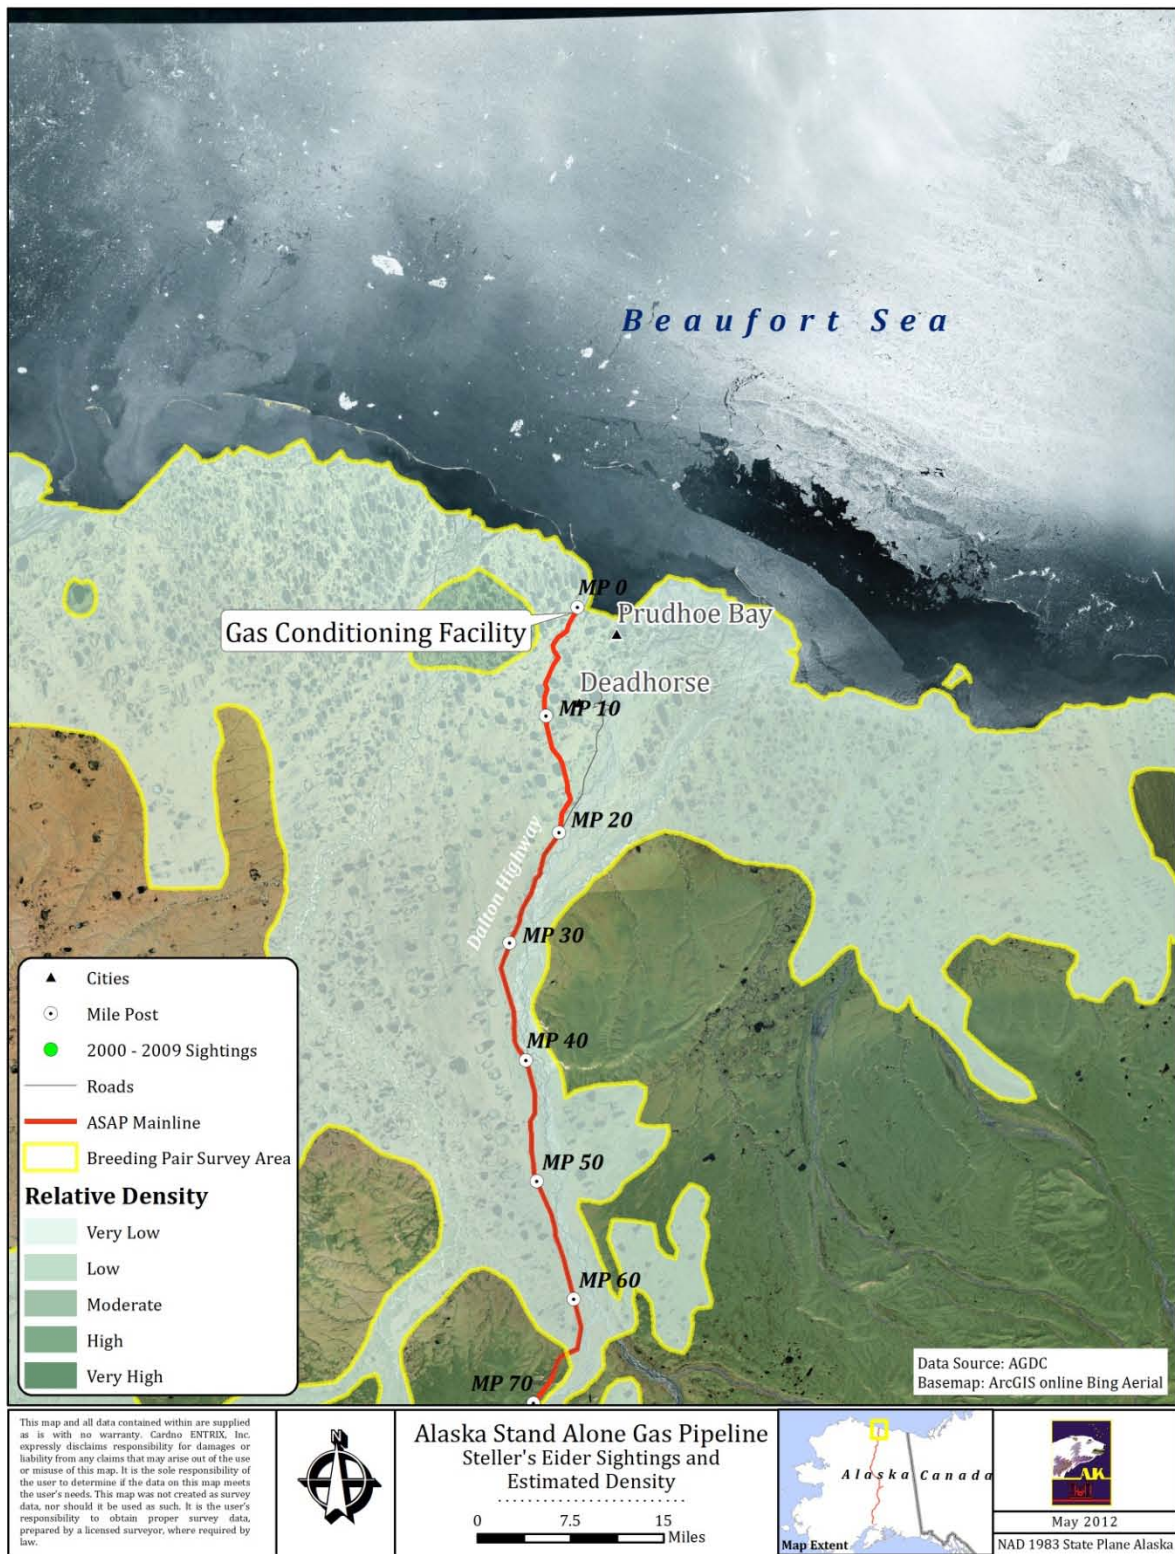 Beaufort Sea
MP 0
Prudhoe Bay
Gas Conditioning Facility
Deadhorse
MP 10
MP 20
Dalton Highway
MP 30
MP 40
MP 50
MP 60
MP 70
Cities
Mile Post
2000 - 2009 Sightings
Roads
ASAP Mainline
Breeding Pair Survey Area
Relative Density
Very Low
Low
Moderate
High
Very High
Data Source: AGDC
Basemap: ArcGIS online Bing Aerial
This map and all data contained within are supplied
as is with no warranty. Cardno ENTRIX, Inc.
expressly disclaims responsibility for damages or
liability from any claims that may arise out of the use
or misuse of this map. It is the sole responsibility of
the user to determine if the data on this map meets
the user's needs. This map was not created as survey
data, nor should it be used as such. It is the user's
responsibility to obtain proper survey data,
prepared by a licensed surveyor, where required by
law.
N
Alaska Stand Alone Gas Pipeline
Steller's Eider Sightings and
Estimated Density
0 7.5 15
Miles
Alaska Canada
Map Extent
AK
May 2012
NAD 1983 State Plane Alaska